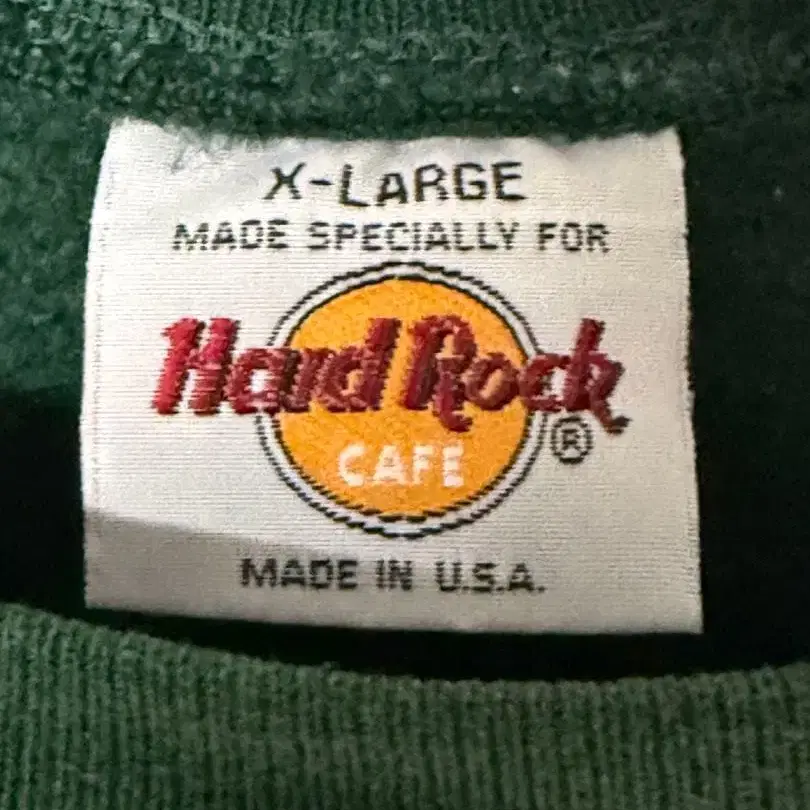 X-LARGE
MADE SPECIALLY FOR
Hard Rock
CAFE
®
MADE IN U.S.A.